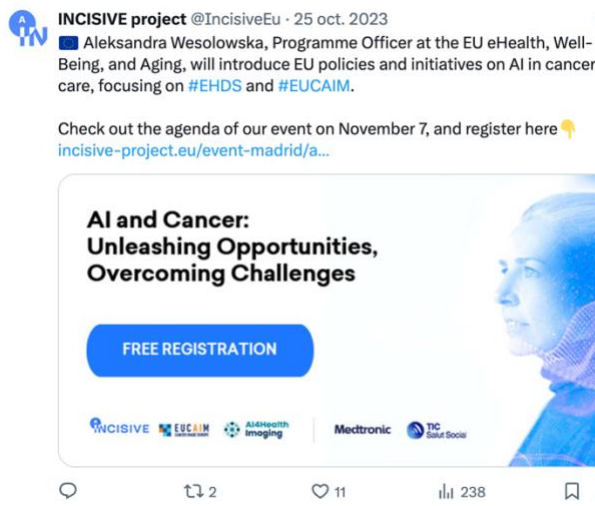 INCISIVE project @IncisiveEu · 25 oct. 2023
🇪🇺 Aleksandra Wesolowska, Programme Officer at the EU eHealth, Well-
Being, and Aging, will introduce EU policies and initiatives on AI in cancer
care, focusing on #EHDS and #EUCAIM.
Check out the agenda of our event on November 7, and register here👇
incisive-project.eu/event-madrid/a...
AI and Cancer:
Unleashing Opportunities,
Overcoming Challenges
FREE REGISTRATION
INCISIVE EUCAIM AI4Health Imaging Medtronic TIC Salut Social
2 11 238